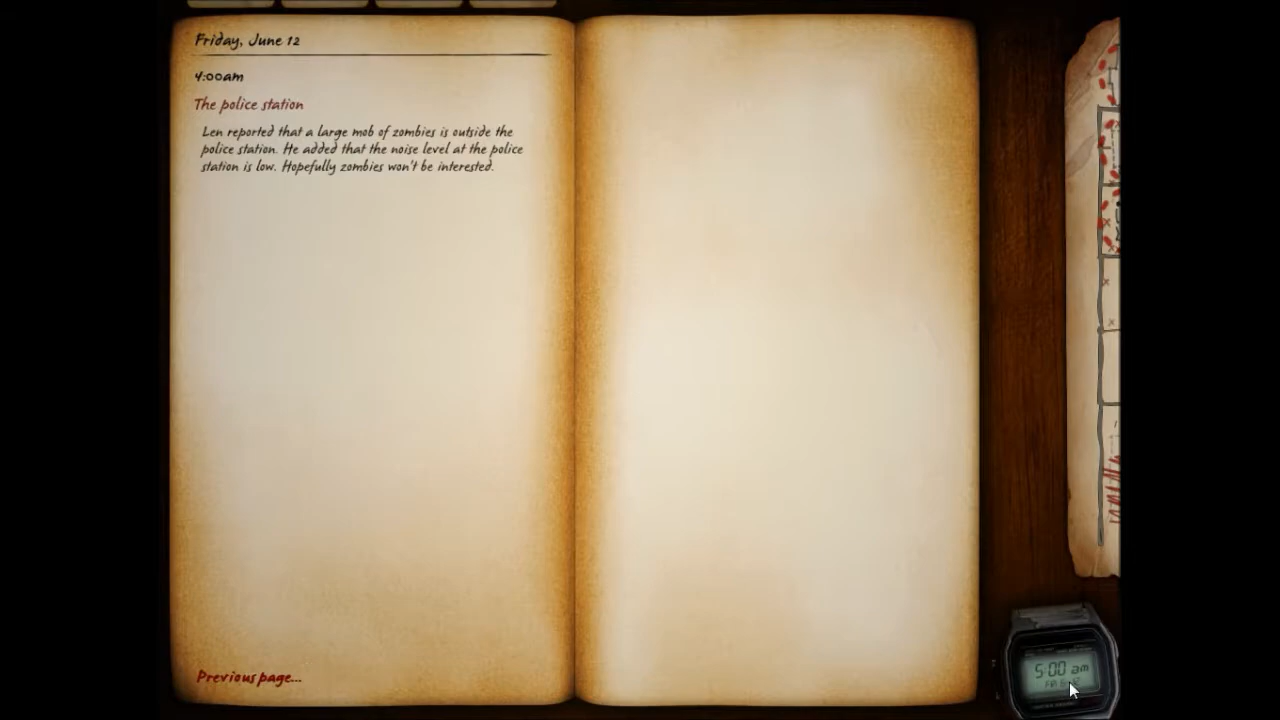 Friday, June 12
4:00am
The police station
Len reported that a large mob of zombies is outside the
police station. He added that the noise level at the police
station is low. Hopefully zombies won't be interested.
Previous page...
5:00 am